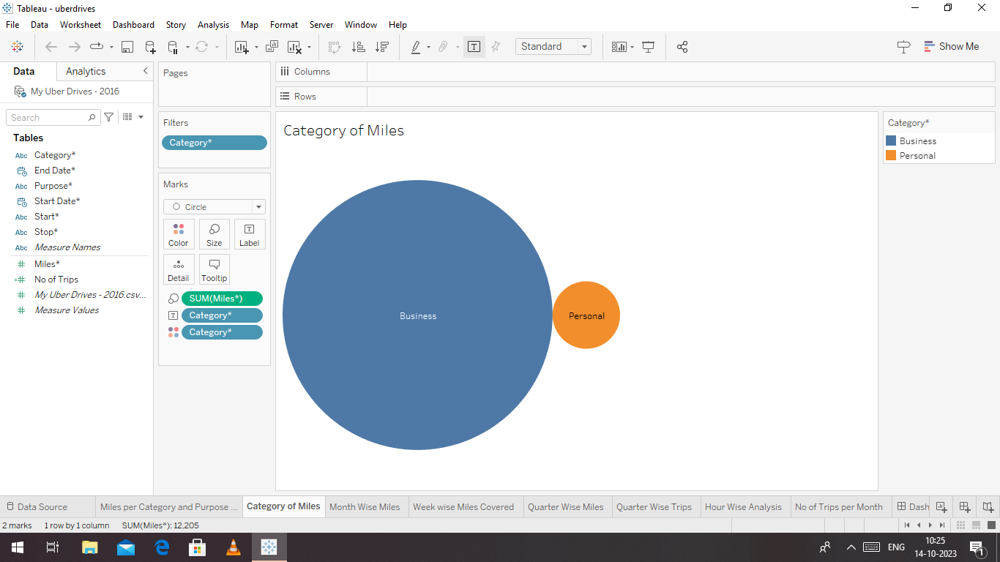 Tableau - uberdrives
File Data Worksheet Dashboard Story Analysis Map Format Server Window Help
Standard
Show Me
Data Analytics
My Uber Drives - 2016
Search
Tables
Abc Category*
End Date*
Abc Purpose*
Start Date*
Abc Start*
Abc Stop*
Abc Measure Names
Miles*
No of Trips
My Uber Drives - 2016.csv...
Measure Values
Pages
Filters
Category*
Marks
Circle
Color Size Label
Detail Tooltip
SUM(Miles*)
Category*
Category*
Columns
Rows
Category of Miles
Business
Personal
Category*
Business
Personal
Data Source Miles per Category and Purpose ... Category of Miles Month Wise Miles Week wise Miles Covered Quarter Wise Miles Quarter Wise Trips Hour Wise Analysis No of Trips per Month Dash
2 marks 1 row by 1 column SUM(Miles*): 12,205
ENG
10:25
14-10-2023
1